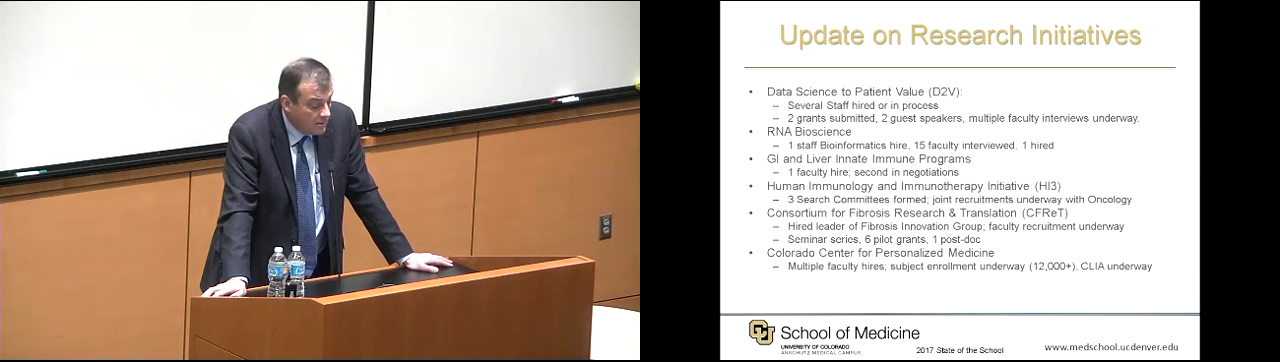 Update on Research Initiatives
• Data Science to Patient Value (D2V):
– Several Staff hired or in process
– 2 grants submitted, 2 guest speakers, multiple faculty interviews underway.
• RNA Bioscience
– 1 staff Bioinformatics hire, 15 faculty interviewed, 1 hired
• GI and Liver Innate Immune Programs
– 1 faculty hire; second in negotiations
• Human Immunology and Immunotherapy Initiative (HI3)
– 3 Search Committees formed; joint recruitments underway with Oncology
• Consortium for Fibrosis Research & Translation (CFReT)
– Hired leader of Fibrosis Innovation Group; faculty recruitment underway
– Seminar series, 6 pilot grants, 1 post-doc
• Colorado Center for Personalized Medicine
– Multiple faculty hires; subject enrollment underway (12,000+), CLIA underway
CU School of Medicine
UNIVERSITY OF COLORADO
ANSCHUTZ MEDICAL CAMPUS
2017 State of the School
www.medschool.ucdenver.edu